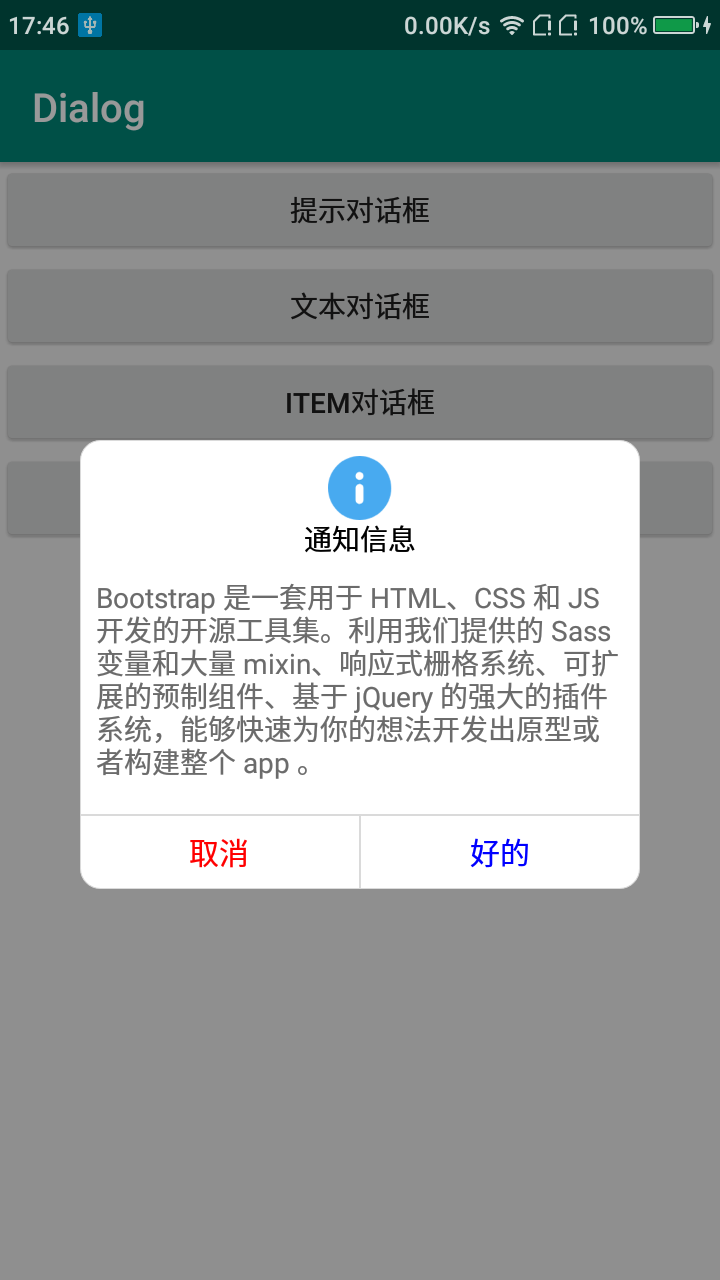 17:46 0.00K/s 100%
Dialog
提示对话框
文本对话框
ITEM对话框
通知信息
Bootstrap 是一套用于 HTML、CSS 和 JS
开发的开源工具集。利用我们提供的 Sass
变量和大量 mixin、响应式栅格系统、可扩
展的预制组件、基于 jQuery 的强大的插件
系统，能够快速为你的想法开发出原型或
者构建整个 app 。
取消 好的